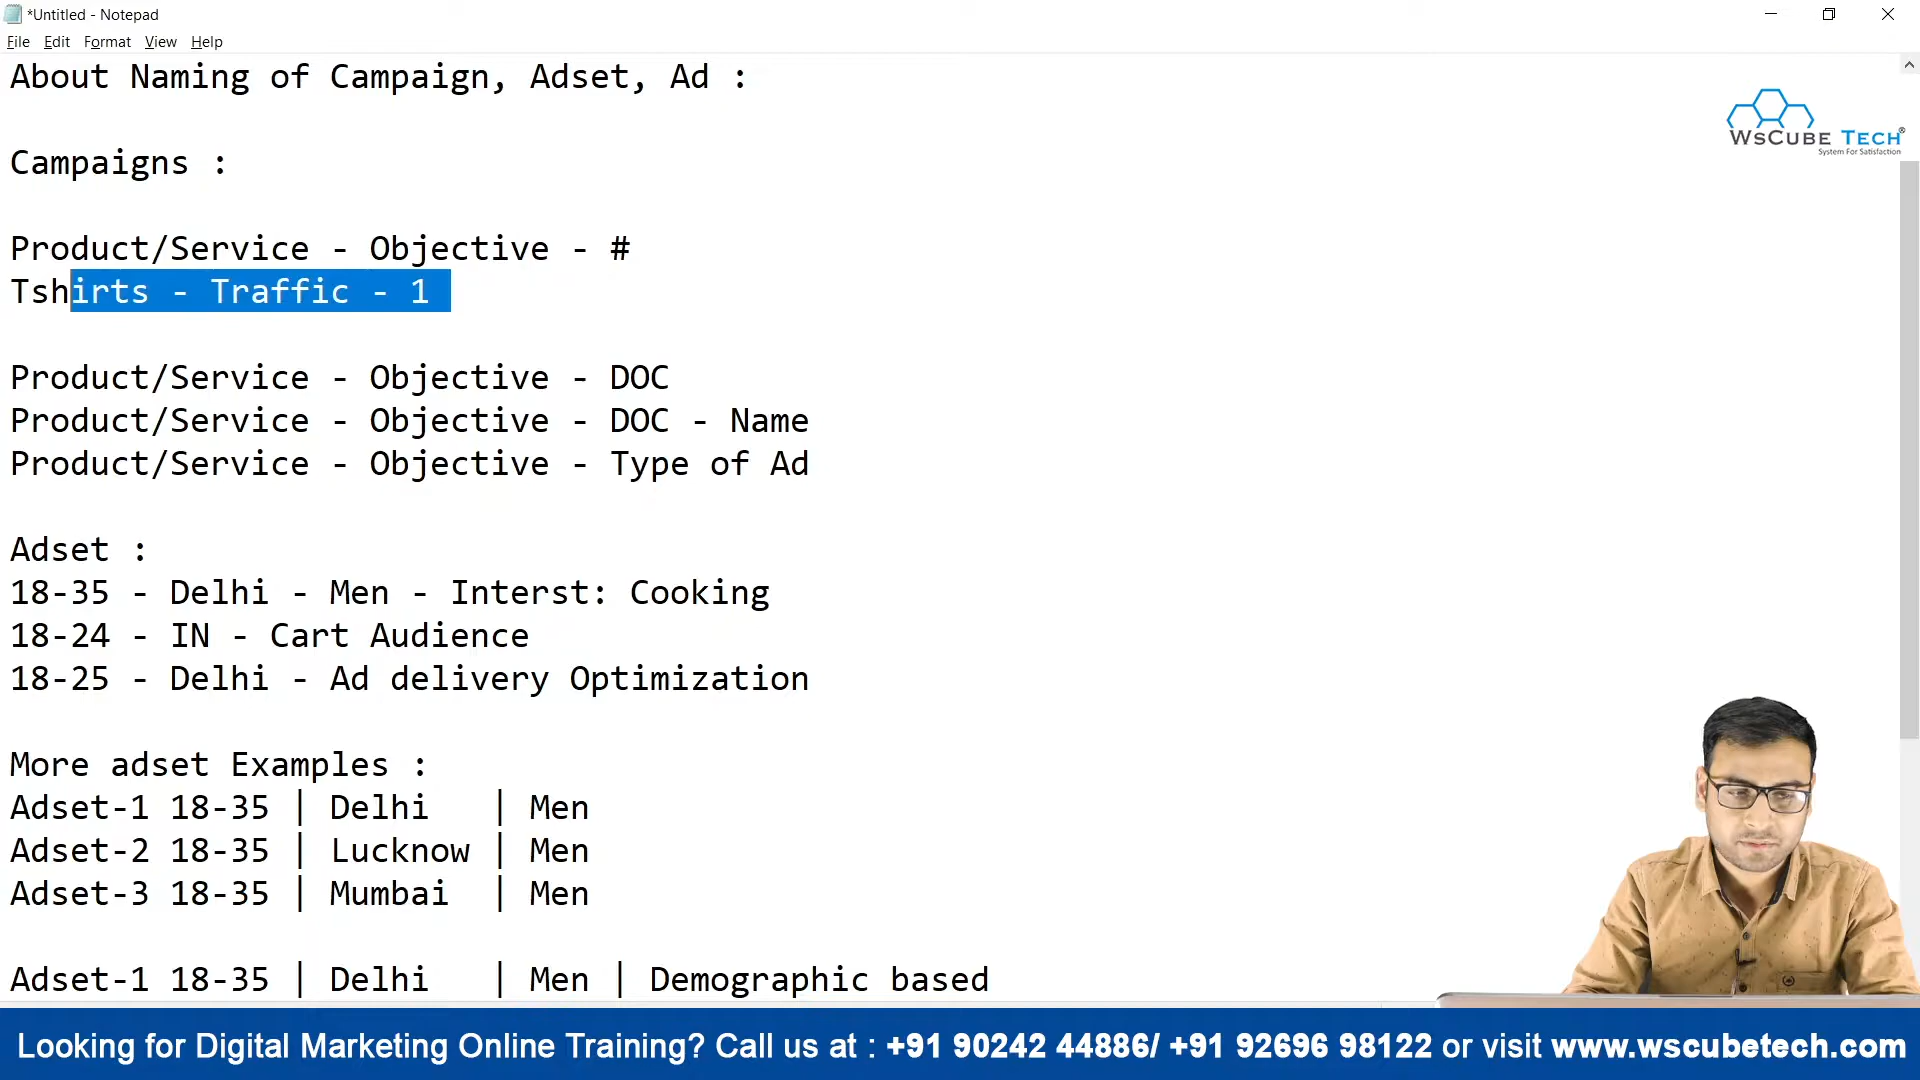 *Untitled - Notepad
File Edit Format View Help
About Naming of Campaign, Adset, Ad :
Campaigns :
Product/Service - Objective - #
Tshirts - Traffic - 1
Product/Service - Objective - DOC
Product/Service - Objective - DOC - Name
Product/Service - Objective - Type of Ad
Adset :
18-35 - Delhi - Men - Interst: Cooking
18-24 - IN - Cart Audience
18-25 - Delhi - Ad delivery Optimization
More adset Examples :
Adset-1 18-35 | Delhi | Men
Adset-2 18-35 | Lucknow | Men
Adset-3 18-35 | Mumbai | Men
Adset-1 18-35 | Delhi | Men | Demographic based
WsCube Tech®
System For Satisfaction
Looking for Digital Marketing Online Training? Call us at : +91 90242 44886/ +91 92696 98122 or visit www.wscubetech.com